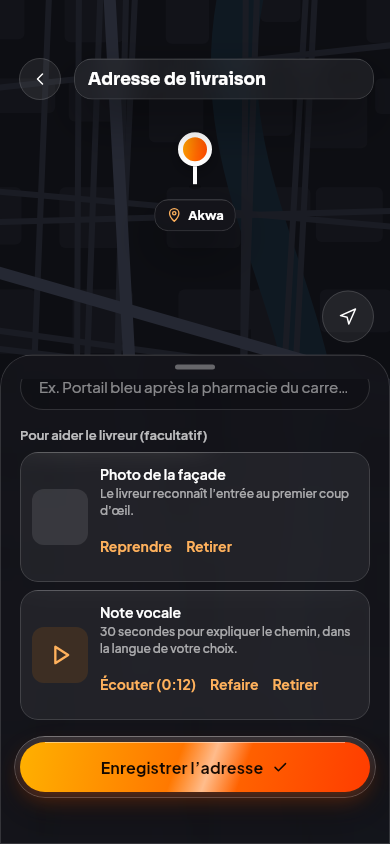 Adresse de livraison
Akwa
Ex. Portail bleu après la pharmacie du carre…
Pour aider le livreur (facultatif)
Photo de la façade
Le livreur reconnaît l’entrée au premier coup
d’œil.
Reprendre Retirer
Note vocale
30 secondes pour expliquer le chemin, dans
la langue de votre choix.
Écouter (0:12) Refaire Retirer
Enregistrer l’adresse